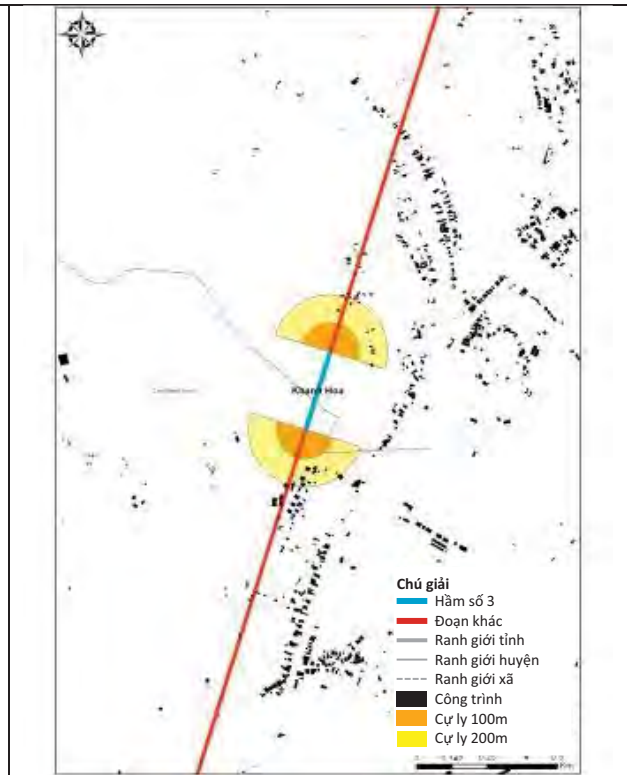 Khanh Hoa
Chú giải
Hầm số 3
Đoạn khác
Ranh giới tỉnh
Ranh giới huyện
Ranh giới xã
Công trình
Cự ly 100m
Cự ly 200m